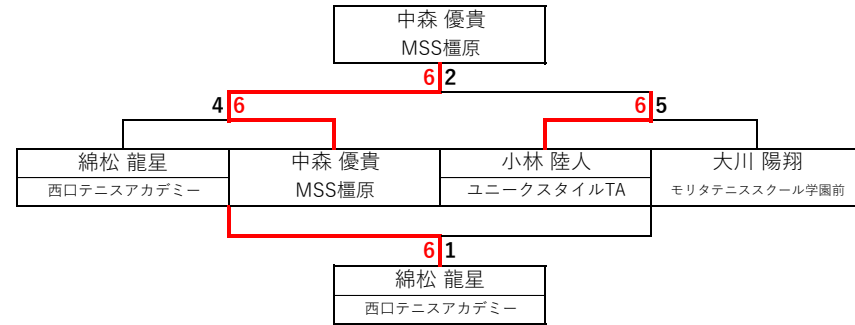 中森 優貴
MSS橿原
6 2
4 6 6 5
綿松 龍星 中森 優貴 小林 陸人 大川 陽翔
西口テニスアカデミー MSS橿原 ユニークスタイルTA モリタテニススクール学園前
6 1
綿松 龍星
西口テニスアカデミー